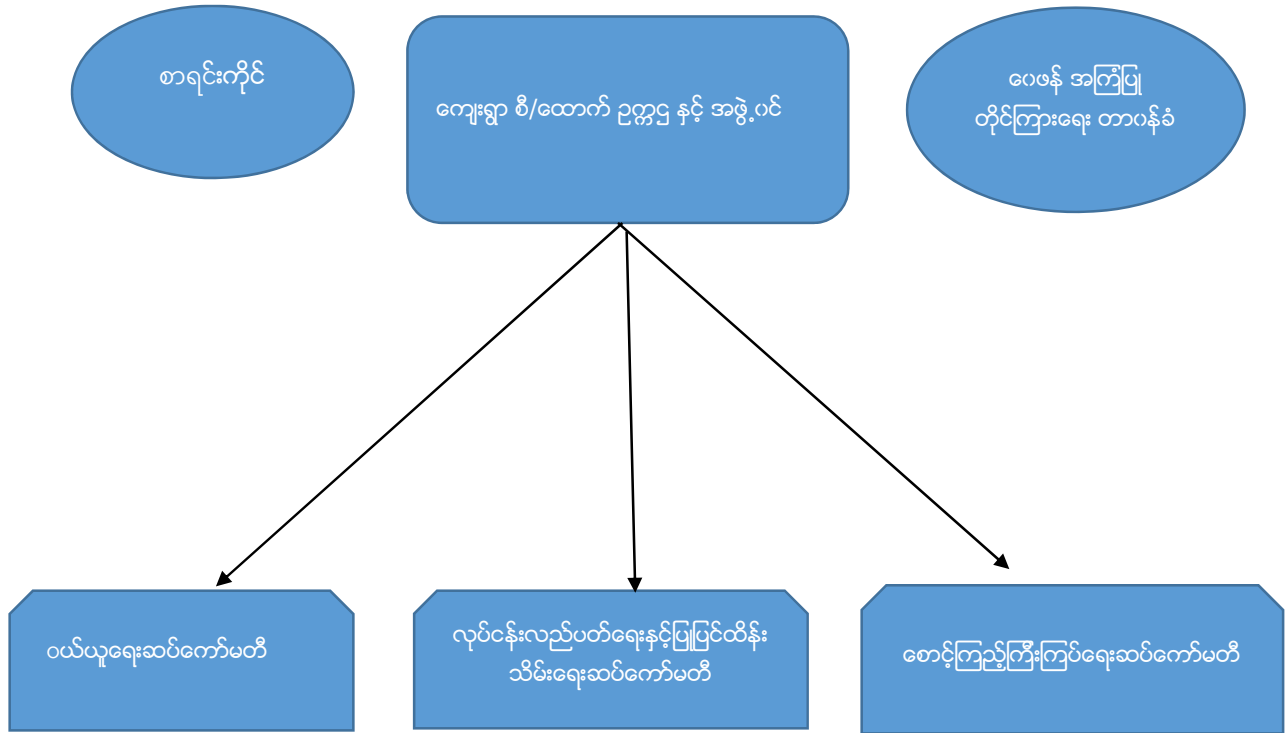 စာရင်းကိုင်
ကျေးရွာ စီ/ထောက် ဥက္ကဌ နှင့် အဖွဲ့ဝင်
ဝေဖန် အကြံပြု
တိုင်ကြားရေး တာဝန်ခံ
ဝယ်ယူရေးဆပ်ကော်မတီ
လုပ်ငန်းလည်ပတ်ရေးနှင့်ပြုပြင်ထိန်း
သိမ်းရေးဆပ်ကော်မတီ
စောင့်ကြည့်ကြီးကြပ်ရေးဆပ်ကော်မတီ